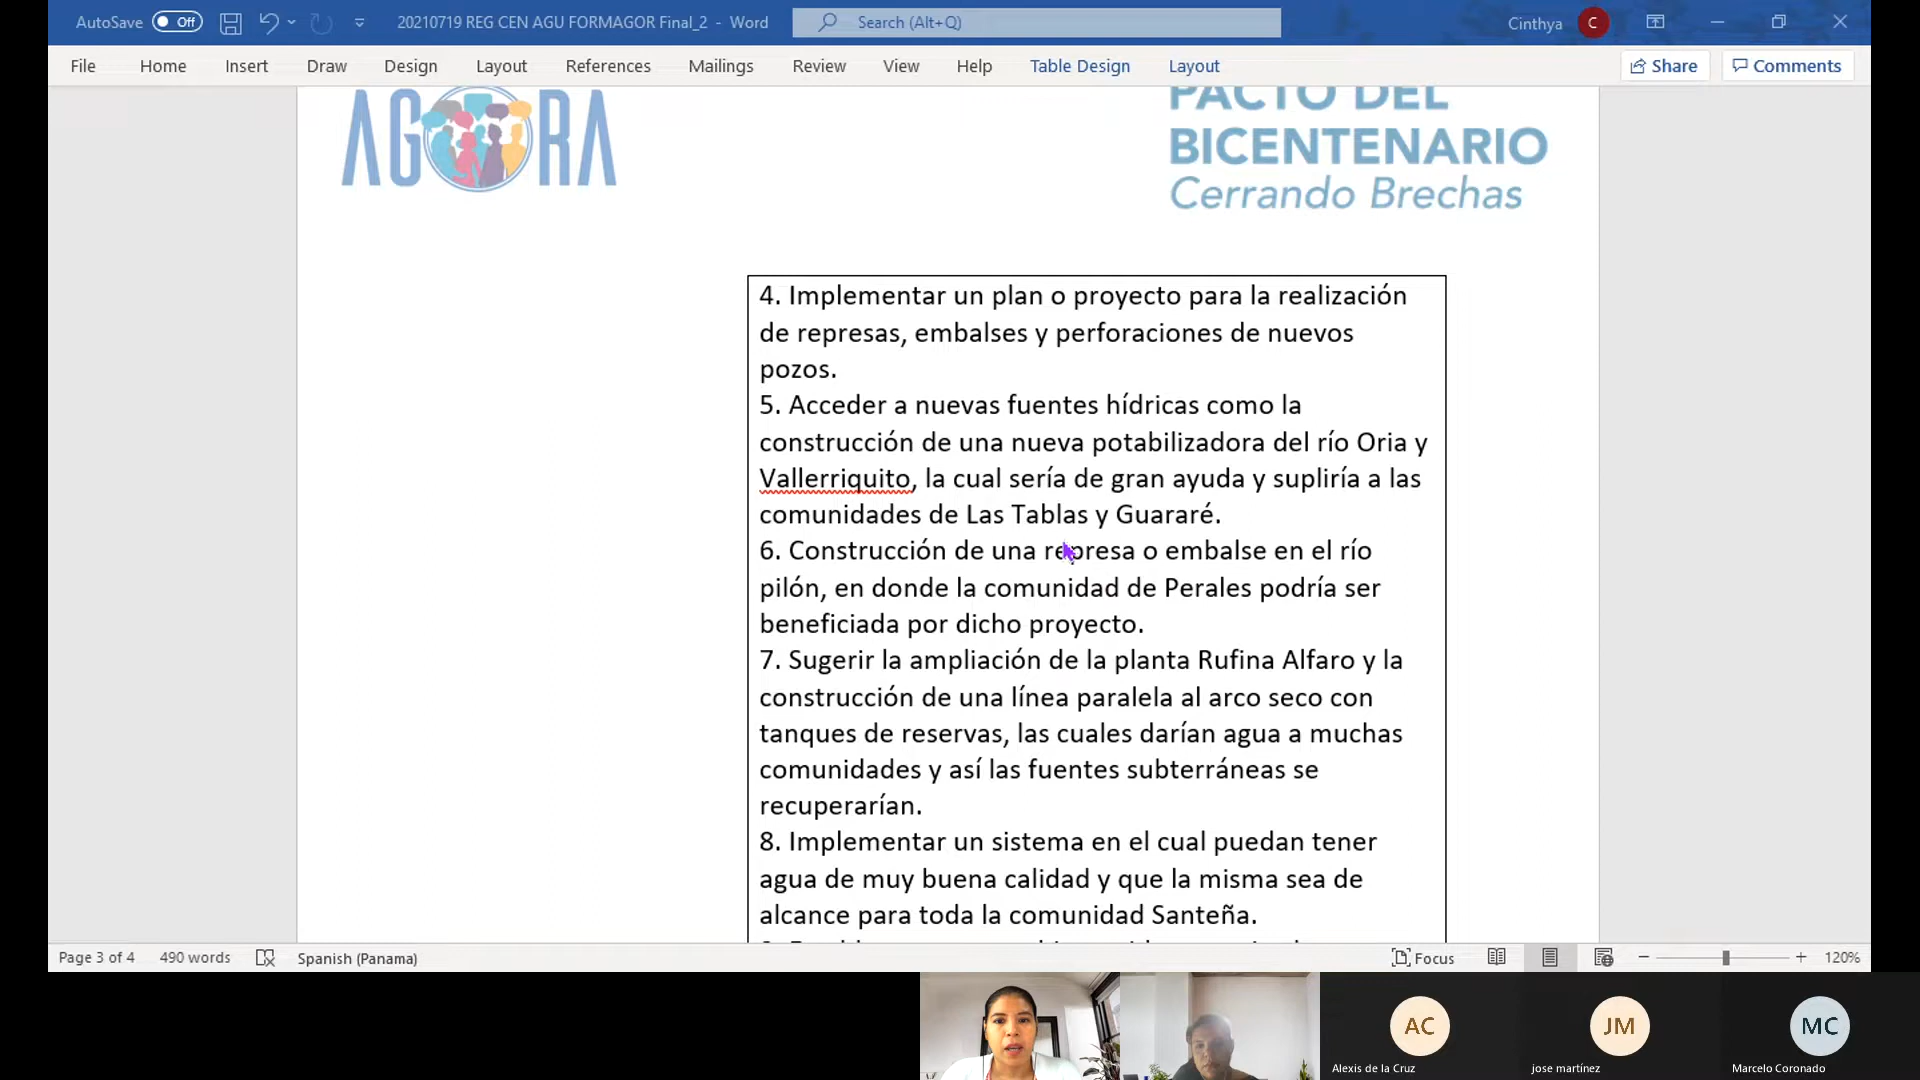 AutoSave Off 20210719 REG CEN AGU FORMAGOR Final_2 - Word Search (Alt+Q) Cinthya C
File Home Insert Draw Design Layout References Mailings Review View Help Table Design Layout Share Comments
AGORA
PACTO DEL
BICENTENARIO
Cerrando Brechas
4. Implementar un plan o proyecto para la realización
de represas, embalses y perforaciones de nuevos
pozos.
5. Acceder a nuevas fuentes hídricas como la
construcción de una nueva potabilizadora del río Oria y
Vallerriquito, la cual sería de gran ayuda y supliría a las
comunidades de Las Tablas y Guararé.
6. Construcción de una represa o embalse en el río
pilón, en donde la comunidad de Perales podría ser
beneficiada por dicho proyecto.
7. Sugerir la ampliación de la planta Rufina Alfaro y la
construcción de una línea paralela al arco seco con
tanques de reservas, las cuales darían agua a muchas
comunidades y así las fuentes subterráneas se
recuperarían.
8. Implementar un sistema en el cual puedan tener
agua de muy buena calidad y que la misma sea de
alcance para toda la comunidad Santeña.
Page 3 of 4 490 words Spanish (Panama) Focus 120%
AC JM MC
Alexis de la Cruz jose martínez Marcelo Coronado